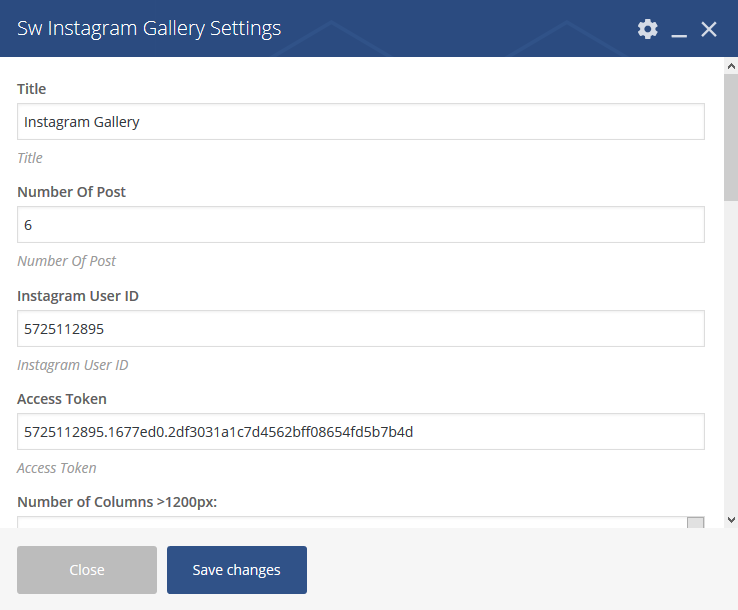 Sw Instagram Gallery Settings
Title
Instagram Gallery
Title
Number Of Post
6
Number Of Post
Instagram User ID
5725112895
Instagram User ID
Access Token
5725112895.1677ed0.2df3031a1c7d4562bff08654fd5b7b4d
Access Token
Number of Columns >1200px:
Close
Save changes